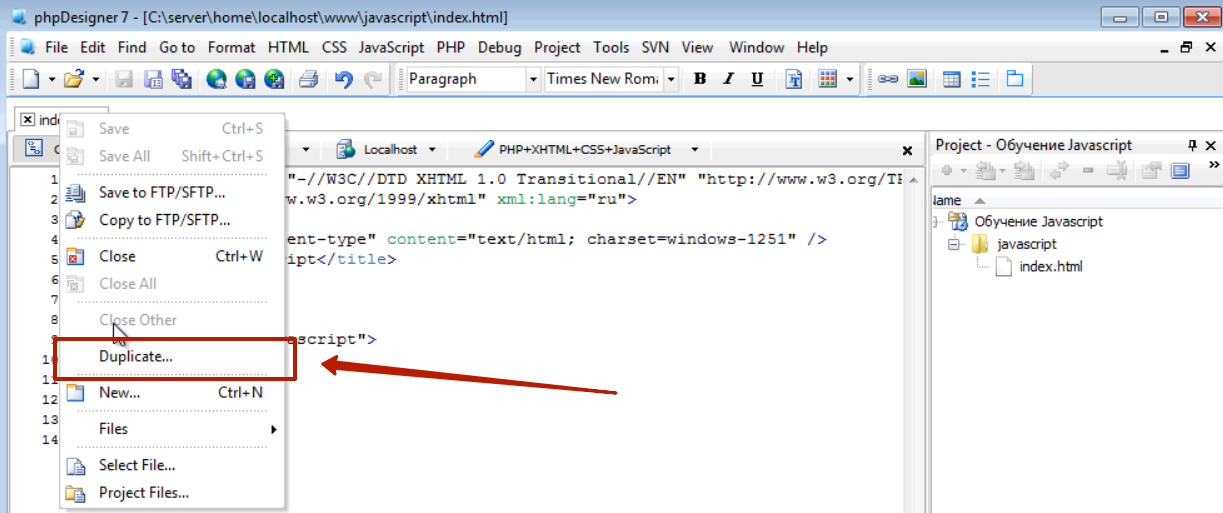 phpDesigner 7 - [C:\server\home\localhost\www\javascript\index.html]
File Edit Find Go to Format HTML CSS JavaScript PHP Debug Project Tools SVN View Window Help
Paragraph Times New Roma B I U T
Save Ctrl+S
Save All Shift+Ctrl+S
Save to FTP/SFTP...
Copy to FTP/SFTP...
Close Ctrl+W
Close All
Close Other
Duplicate...
New... Ctrl+N
Files
Select File...
Project Files...
Localhost PHP+XHTML+CSS+JavaScript
1 "-//W3C//DTD XHTML 1.0 Transitional//EN" "http://www.w3.org/TR
2 w.w3.org/1999/xhtml" xml:lang="ru">
3
4 ent-type" content="text/html; charset=windows-1251" />
5 ipt</title>
6
7
8
9 ascript">
10
11
12
13
14
Project - Обучение Javascript
Name
Обучение Javascript
javascript
index.html